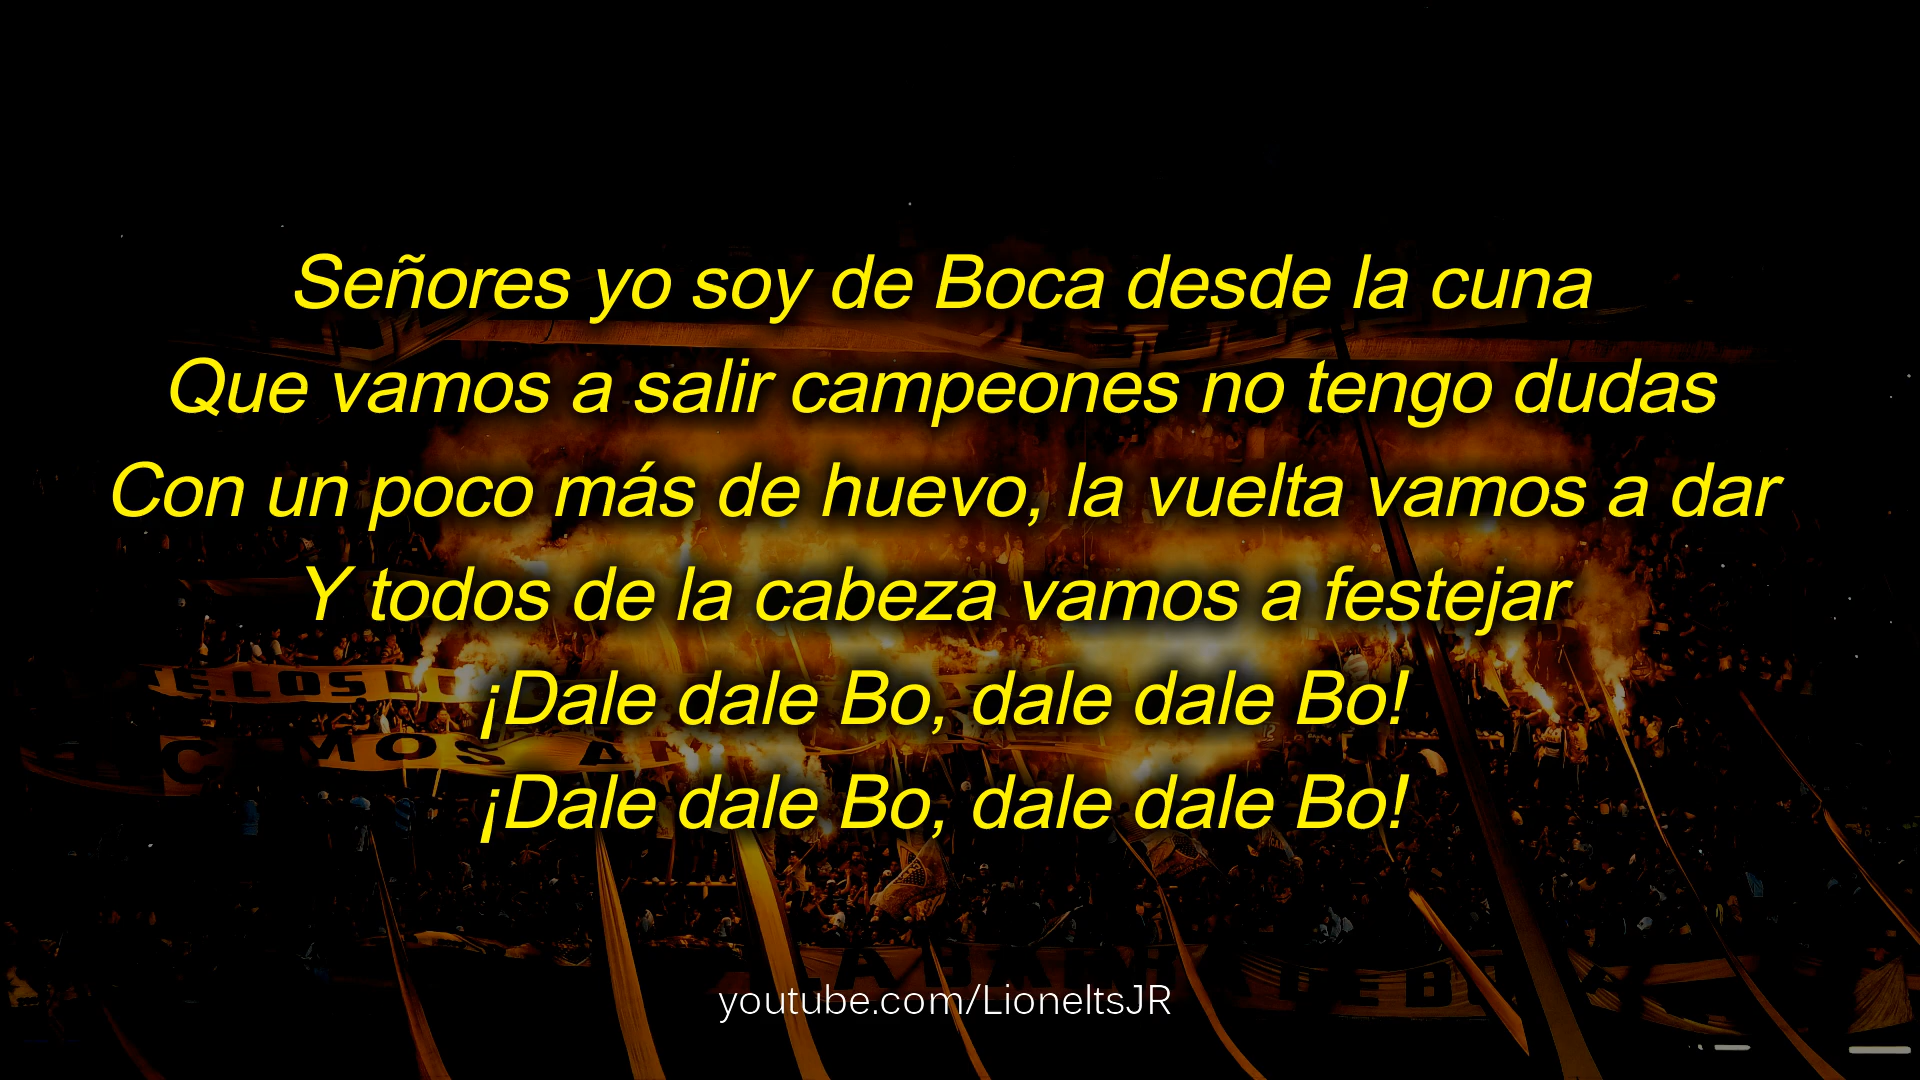 Señores yo soy de Boca desde la cuna
Que vamos a salir campeones no tengo dudas
Con un poco más de huevo, la vuelta vamos a dar
Y todos de la cabeza vamos a festejar
¡Dale dale Bo, dale dale Bo!
¡Dale dale Bo, dale dale Bo!
youtube.com/LioneltsJR